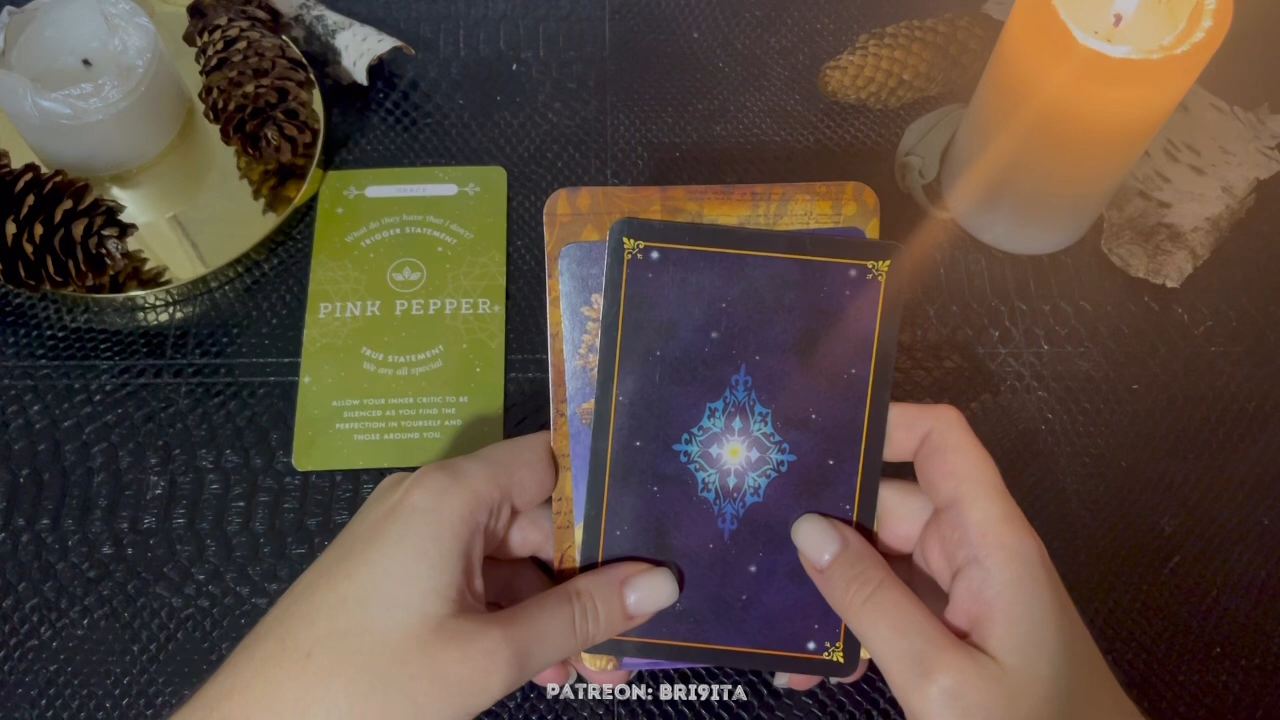 GRACE
What do they have that I don't?
TRIGGER STATEMENT
PINK PEPPER
TRUE STATEMENT
We are all special
ALLOW YOUR INNER CRITIC TO BE
SILENCED AS YOU FIND THE
PERFECTION IN YOURSELF AND
THOSE AROUND YOU.
PATREON: BRI9ITA